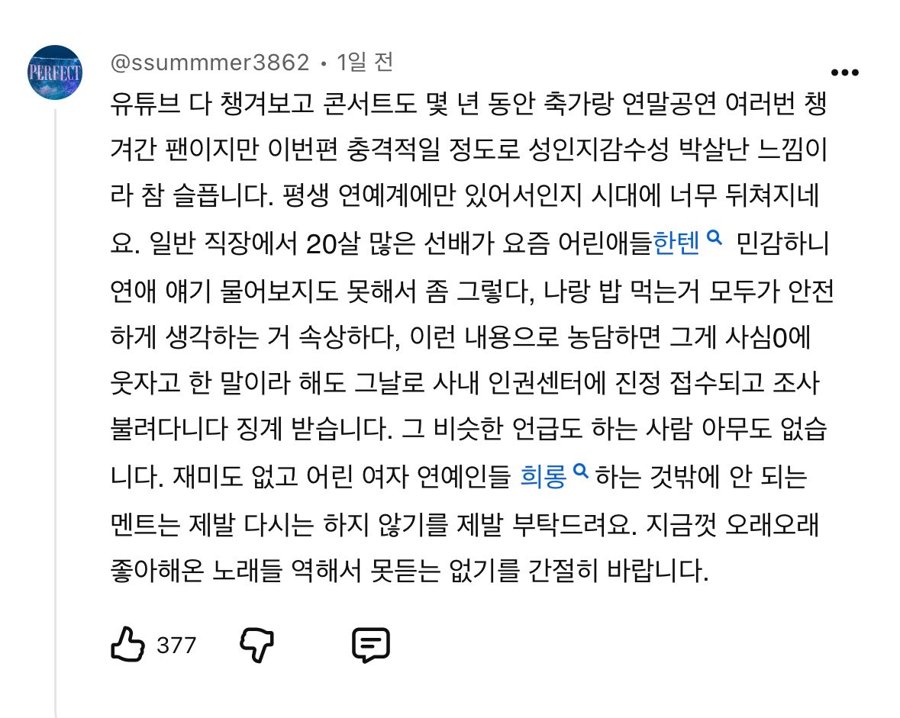 PERFECT
@ssummmer3862 • 1일 전
유튜브 다 챙겨보고 콘서트도 몇 년 동안 축가랑 연말공연 여러번 챙
겨간 팬이지만 이번편 충격적일 정도로 성인지감수성 박살난 느낌이
라 참 슬픕니다. 평생 연예계에만 있어서인지 시대에 너무 뒤쳐지네
요. 일반 직장에서 20살 많은 선배가 요즘 어린애들한텐 민감하니
연애 얘기 물어보지도 못해서 좀 그렇다, 나랑 밥 먹는거 모두가 안전
하게 생각하는 거 속상하다, 이런 내용으로 농담하면 그게 사심0에
웃자고 한 말이라 해도 그날로 사내 인권센터에 진정 접수되고 조사
불려다니다 징계 받습니다. 그 비슷한 언급도 하는 사람 아무도 없습
니다. 재미도 없고 어린 여자 연예인들 희롱 하는 것밖에 안 되는
멘트는 제발 다시는 하지 않기를 제발 부탁드려요. 지금껏 오래오래
좋아해온 노래들 역해서 못듣는 없기를 간절히 바랍니다.
377